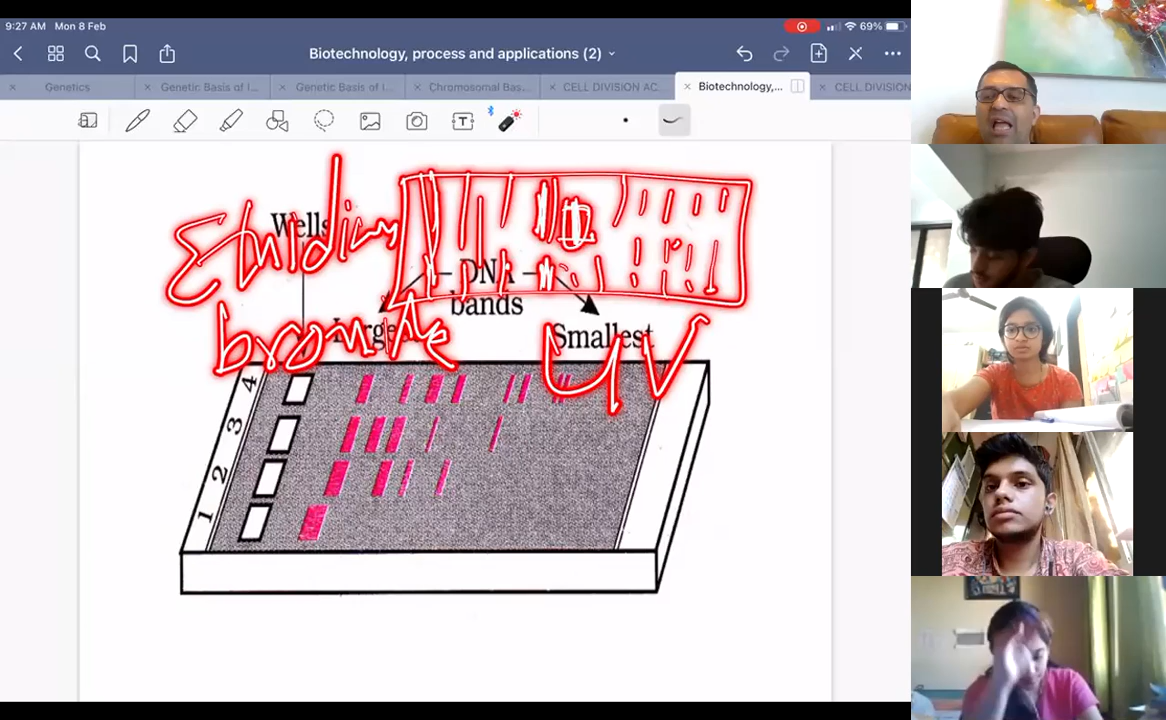 9:27 AM Mon 8 Feb
69%
Biotechnology, process and applications (2)
Genetics
Genetic Basis of I...
Genetic Basis of I...
Chromosomal Bas...
CELL DIVISION AC...
Biotechnology,...
CELL DIVISION
T
Ethidium
bromide
Wells
DNA
bands
Largest
Smallest
UV
4
3
2
1